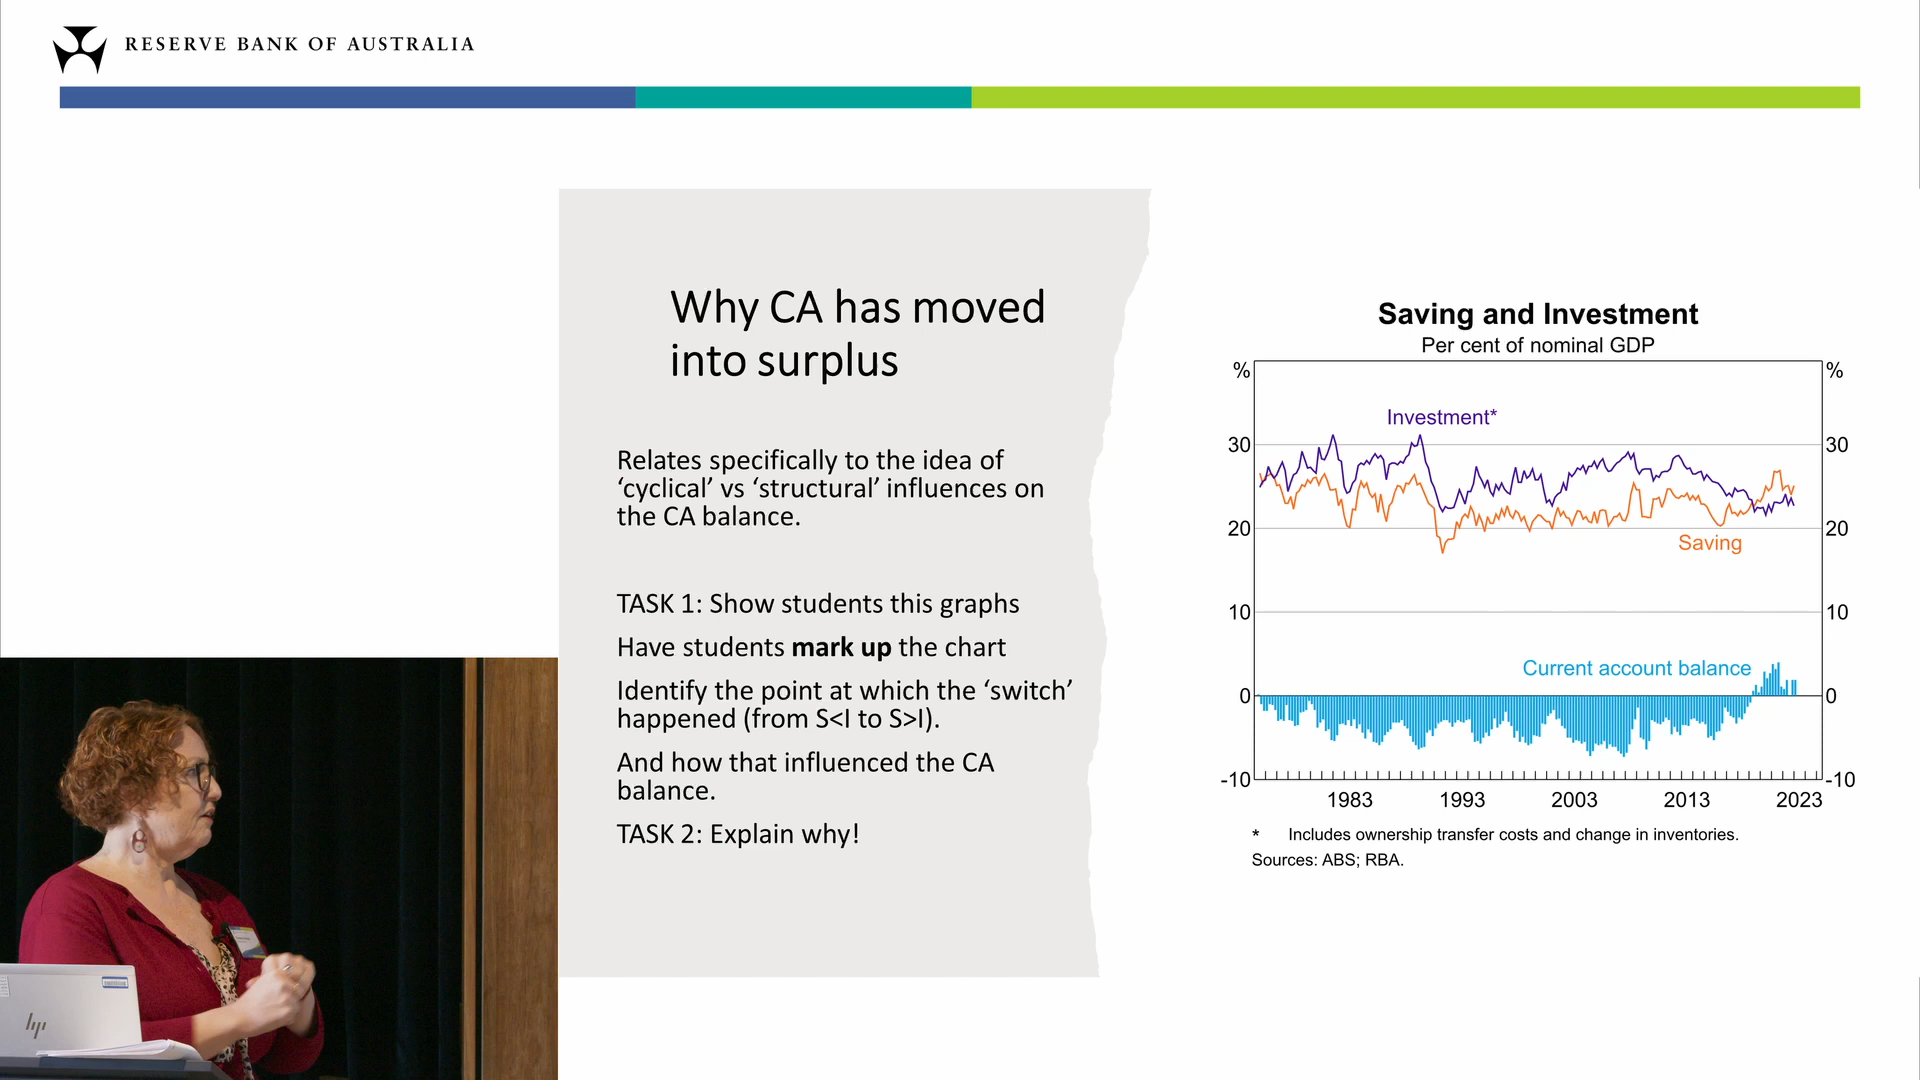 RESERVE BANK OF AUSTRALIA
Why CA has moved
into surplus
Relates specifically to the idea of
‘cyclical’ vs ‘structural’ influences on
the CA balance.
TASK 1: Show students this graphs
Have students mark up the chart
Identify the point at which the ‘switch’
happened (from S<I to S>I).
And how that influenced the CA
balance.
TASK 2: Explain why!
Saving and Investment
Per cent of nominal GDP
% %
Investment*
30 30
20 20
Saving
10 10
Current account balance
0 0
-10 -10
1983 1993 2003 2013 2023
* Includes ownership transfer costs and change in inventories.
Sources: ABS; RBA.
hp